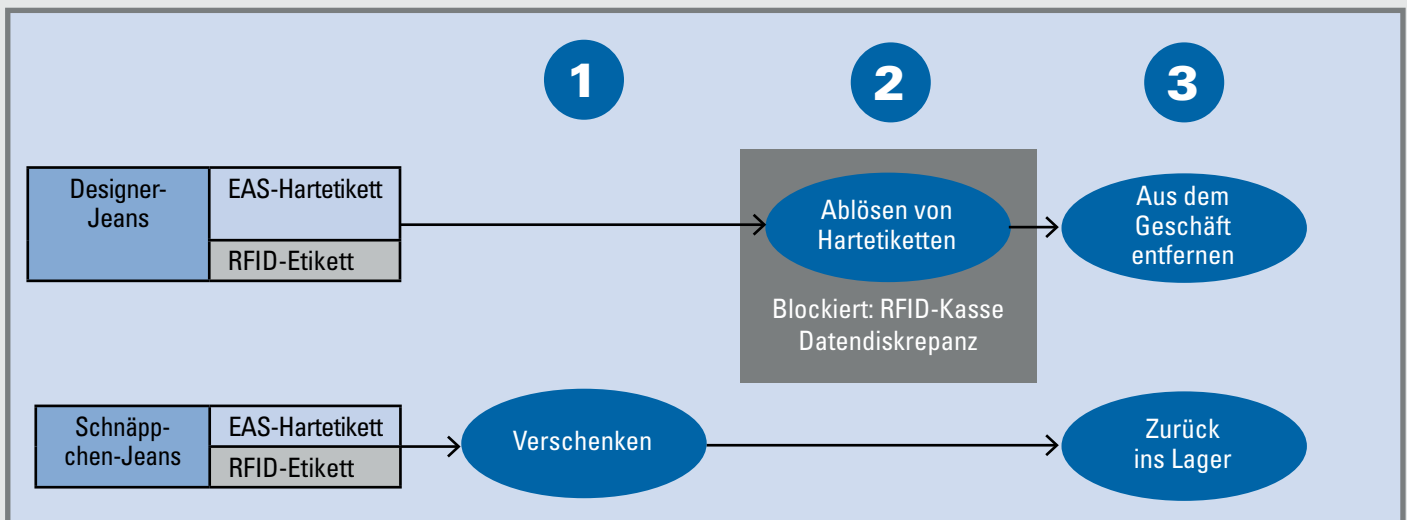 1
2
3
Designer-
Jeans
EAS-Hartetikett
RFID-Etikett
Ablösen von
Hartetiketten
Aus dem
Geschäft
entfernen
Blockiert: RFID-Kasse
Datendiskrepanz
Schnäpp-
chen-Jeans
EAS-Hartetikett
RFID-Etikett
Verschenken
Zurück
ins Lager